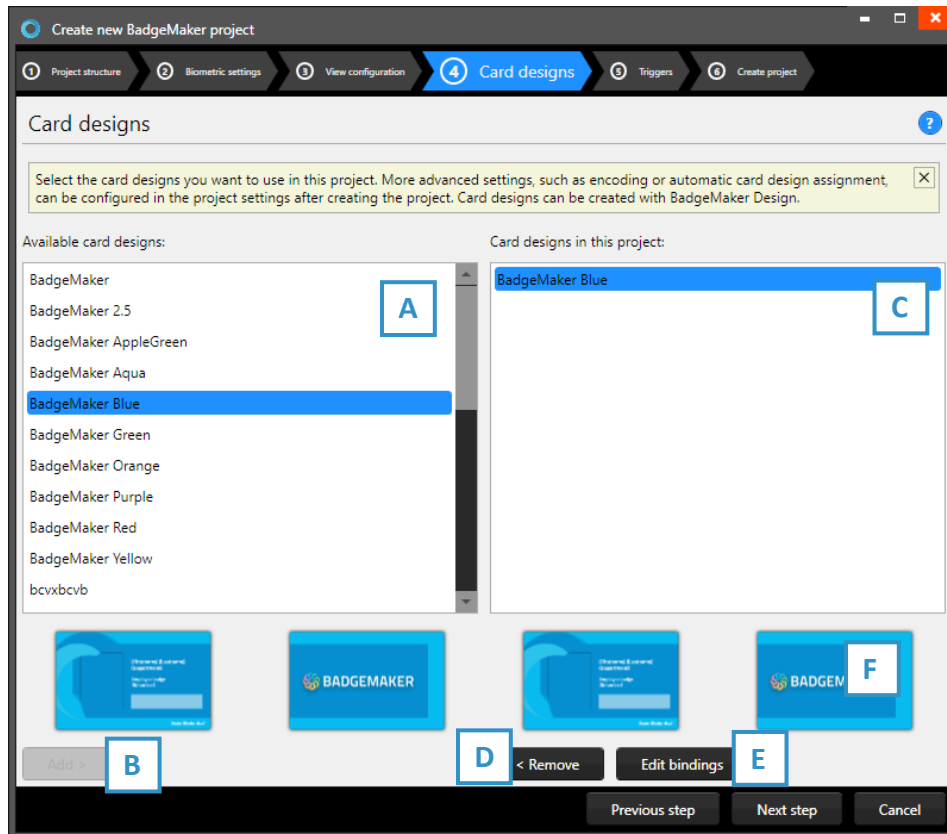 Create new BadgeMaker project
1 Project structure 2 Biometric settings 3 View configuration 4 Card designs 5 Triggers 6 Create project
Card designs
?
Select the card designs you want to use in this project. More advanced settings, such as encoding or automatic card design assignment,
can be configured in the project settings after creating the project. Card designs can be created with BadgeMaker Design.
Available card designs:
Card designs in this project:
BadgeMaker
BadgeMaker 2.5
BadgeMaker AppleGreen
BadgeMaker Aqua
BadgeMaker Blue
BadgeMaker Green
BadgeMaker Orange
BadgeMaker Purple
BadgeMaker Red
BadgeMaker Yellow
bcvxbcvb
A
BadgeMaker Blue
C
BADGEMAKER
BADGEM
F
Add >
B
D
< Remove
Edit bindings
E
Previous step
Next step
Cancel